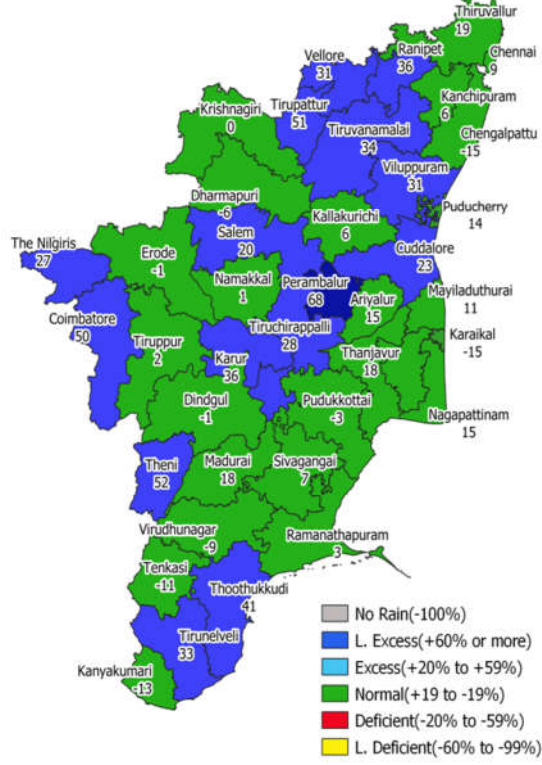 Thiruvallur
19
Vellore
31
Ranipet
36
Chennai
9
Tirupattur
51
Kanchipuram
6
Krishnagiri
0
Tiruvanamalai
34
Chengalpattu
-15
Viluppuram
31
Dharmapuri
-6
Kallakurichi
6
Puducherry
14
Salem
20
The Nilgiris
27
Erode
-1
Cuddalore
23
Namakkal
1
Perambalur
68
Ariyalur
15
Mayiladuthurai
11
Coimbatore
50
Tiruppur
2
Tiruchirappalli
28
Karaikal
-15
Karur
36
Thanjavur
18
Dindgul
-1
Pudukkottai
-3
Nagapattinam
15
Theni
52
Madurai
18
Sivagangai
7
Virudhunagar
-9
Ramanathapuram
3
Tenkasi
-11
Thoothukkudi
41
Tirunelveli
33
Kanyakumari
-13
No Rain(-100%)
L. Excess(+60% or more)
Excess(+20% to +59%)
Normal(+19 to -19%)
Deficient(-20% to -59%)
L. Deficient(-60% to -99%)